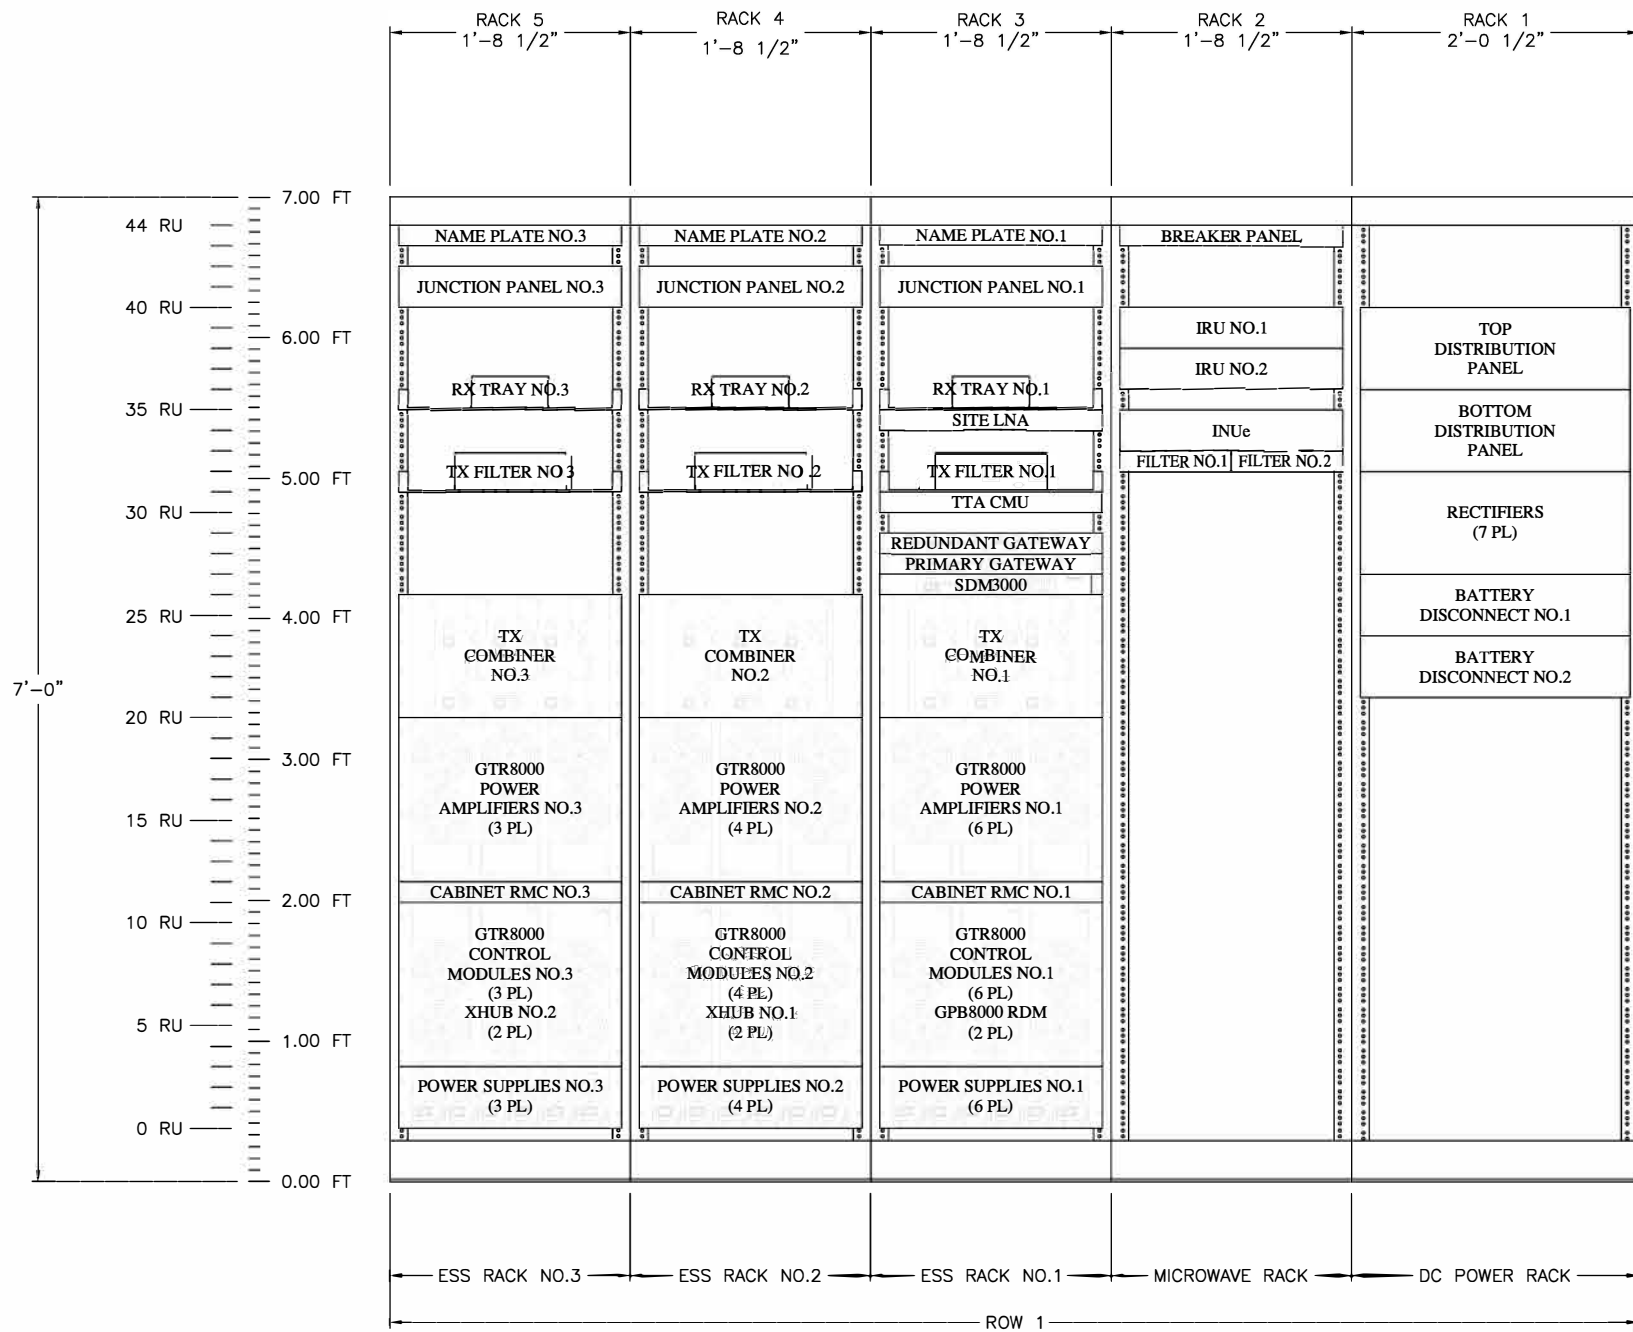 RACK 5
1'-8 1/2"
RACK 4
1'-8 1/2"
RACK 3
1'-8 1/2"
RACK 2
1'-8 1/2"
RACK 1
2'-0 1/2"
7'-0"
44 RU
40 RU
35 RU
30 RU
25 RU
20 RU
15 RU
10 RU
5 RU
0 RU
7.00 FT
6.00 FT
5.00 FT
4.00 FT
3.00 FT
2.00 FT
1.00 FT
0.00 FT
NAME PLATE NO.3
JUNCTION PANEL NO.3
RX TRAY NO.3
TX FILTER NO 3
TX
COMBINER
NO.3
GTR8000
POWER
AMPLIFIERS NO.3
(3 PL)
CABINET RMC NO.3
GTR8000
CONTROL
MODULES NO.3
(3 PL)
XHUB NO.2
(2 PL)
POWER SUPPLIES NO.3
(3 PL)
NAME PLATE NO.2
JUNCTION PANEL NO.2
RX TRAY NO.2
TX FILTER NO .2
TX
COMBINER
NO.2
GTR8000
POWER
AMPLIFIERS NO.2
(4 PL)
CABINET RMC NO.2
GTR8000
CONTROL
MODULES NO.2
(4 PL)
XHUB NO.1
(2 PL)
POWER SUPPLIES NO.2
(4 PL)
NAME PLATE NO.1
JUNCTION PANEL NO.1
RX TRAY NO.1
SITE LNA
TX FILTER NO.1
TTA CMU
REDUNDANT GATEWAY
PRIMARY GATEWAY
SDM3000
TX
COMBINER
NO.1
GTR8000
POWER
AMPLIFIERS NO.1
(6 PL)
CABINET RMC NO.1
GTR8000
CONTROL
MODULES NO.1
(6 PL)
GPB8000 RDM
(2 PL)
POWER SUPPLIES NO.1
(6 PL)
BREAKER PANEL
IRU NO.1
IRU NO.2
INUe
FILTER NO.1 FILTER NO.2
TOP
DISTRIBUTION
PANEL
BOTTOM
DISTRIBUTION
PANEL
RECTIFIERS
(7 PL)
BATTERY
DISCONNECT NO.1
BATTERY
DISCONNECT NO.2
ESS RACK NO.3
ESS RACK NO.2
ESS RACK NO.1
MICROWAVE RACK
DC POWER RACK
ROW 1